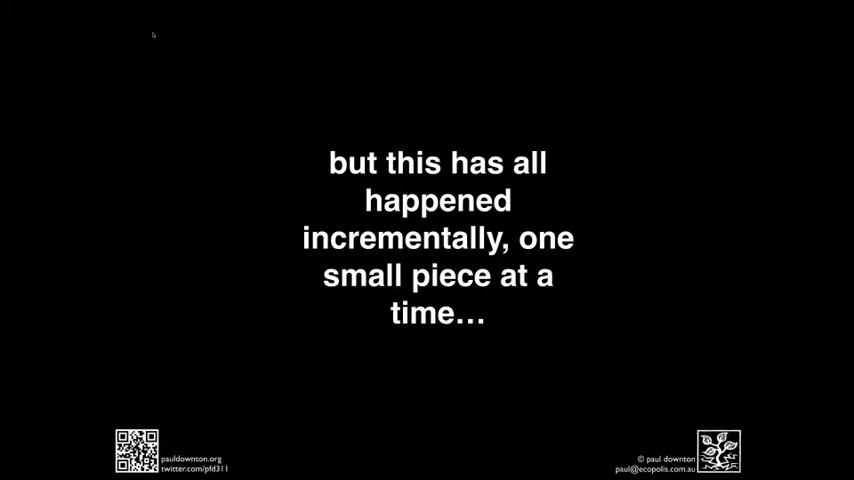 but this has all
happened
incrementally, one
small piece at a
time…
pauldownton.org
twitter.com/pfd311
© paul downton
paul@ecopolis.com.au